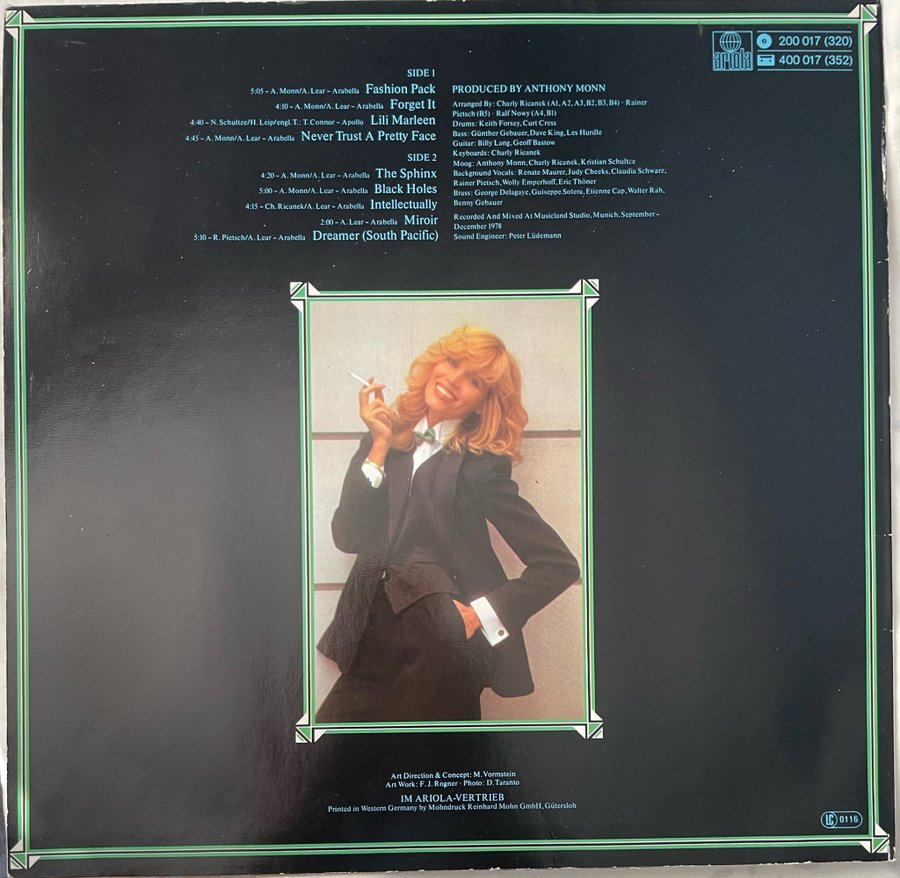 ariola
200 017 (320)
400 017 (352)
SIDE 1
5:05 – A. Monn/A. Lear – Arabella Fashion Pack
4:10 – A. Monn/A. Lear – Arabella Forget It
4:40 – N. Schultze/H. Leip/engl. T.: T. Connor – Apollo Lili Marleen
4:45 – A. Monn/A. Lear – Arabella Never Trust A Pretty Face
SIDE 2
4:20 – A. Monn/A. Lear – Arabella The Sphinx
5:00 – A. Monn/A. Lear – Arabella Black Holes
4:15 – Ch. Ricanek/A. Lear – Arabella Intellectually
2:00 – A. Lear – Arabella Miroir
5:10 – R. Pietsch/A. Lear – Arabella Dreamer (South Pacific)
PRODUCED BY ANTHONY MONN
Arranged By: Charly Ricanek (A1, A2, A3, B2, B3, B4) · Rainer
Pietsch (B5) · Ralf Nowy (A4, B1)
Drums: Keith Forsey, Curt Cress
Bass: Günther Gebauer, Dave King, Les Hurdle
Guitar: Billy Lang, Geoff Bastow
Keyboards: Charly Ricanek
Moog: Anthony Monn, Charly Ricanek, Kristian Schultze
Background Vocals: Renate Maurer, Judy Cheeks, Claudia Schwarz,
Rainer Pietsch, Wolly Emperhoff, Eric Thöner
Brass: George Delagaye, Guiseppe Solera, Etienne Cap, Walter Rab,
Benny Gebauer
Recorded And Mixed At Musicland Studio, Munich, September –
December 1978
Sound Engineer: Peter Lüdemann
Art Direction & Concept: M. Vormstein
Art Work: F. J. Rogner · Photo: D. Taranto
IM ARIOLA-VERTRIEB
Printed in Western Germany by Mohndruck Reinhard Mohn GmbH, Gütersloh
LC 0116